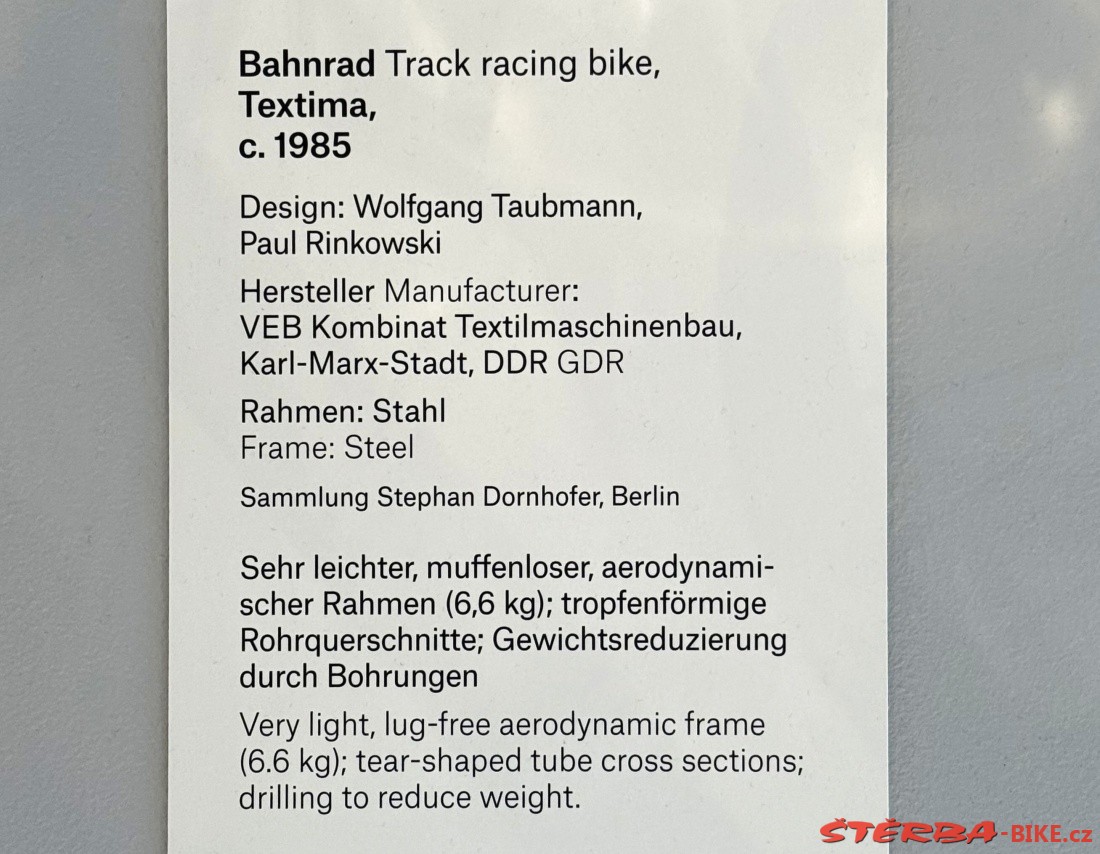 Bahnrad Track racing bike,
Textima,
c. 1985
Design: Wolfgang Taubmann,
Paul Rinkowski
Hersteller Manufacturer:
VEB Kombinat Textilmaschinenbau,
Karl-Marx-Stadt, DDR GDR
Rahmen: Stahl
Frame: Steel
Sammlung Stephan Dornhofer, Berlin
Sehr leichter, muffenloser, aerodynami-
scher Rahmen (6,6 kg); tropfenförmige
Rohrquerschnitte; Gewichtsreduzierung
durch Bohrungen
Very light, lug-free aerodynamic frame
(6.6 kg); tear-shaped tube cross sections;
drilling to reduce weight.
ŠTĚRBA-BIKE.cz